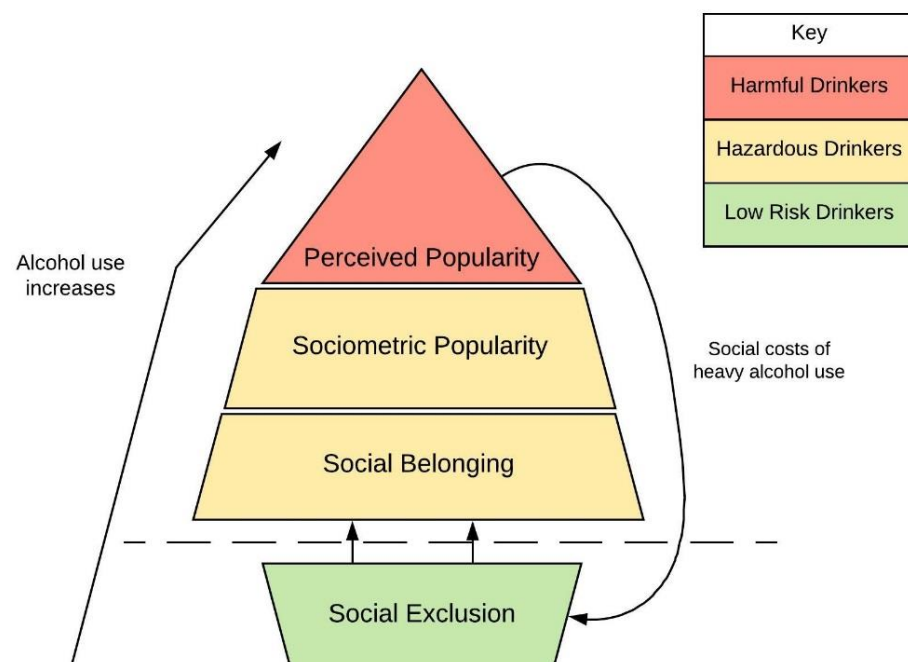 Key
Harmful Drinkers
Hazardous Drinkers
Low Risk Drinkers
Perceived Popularity
Alcohol use
increases
Sociometric Popularity
Social costs of
heavy alcohol use
Social Belonging
Social Exclusion